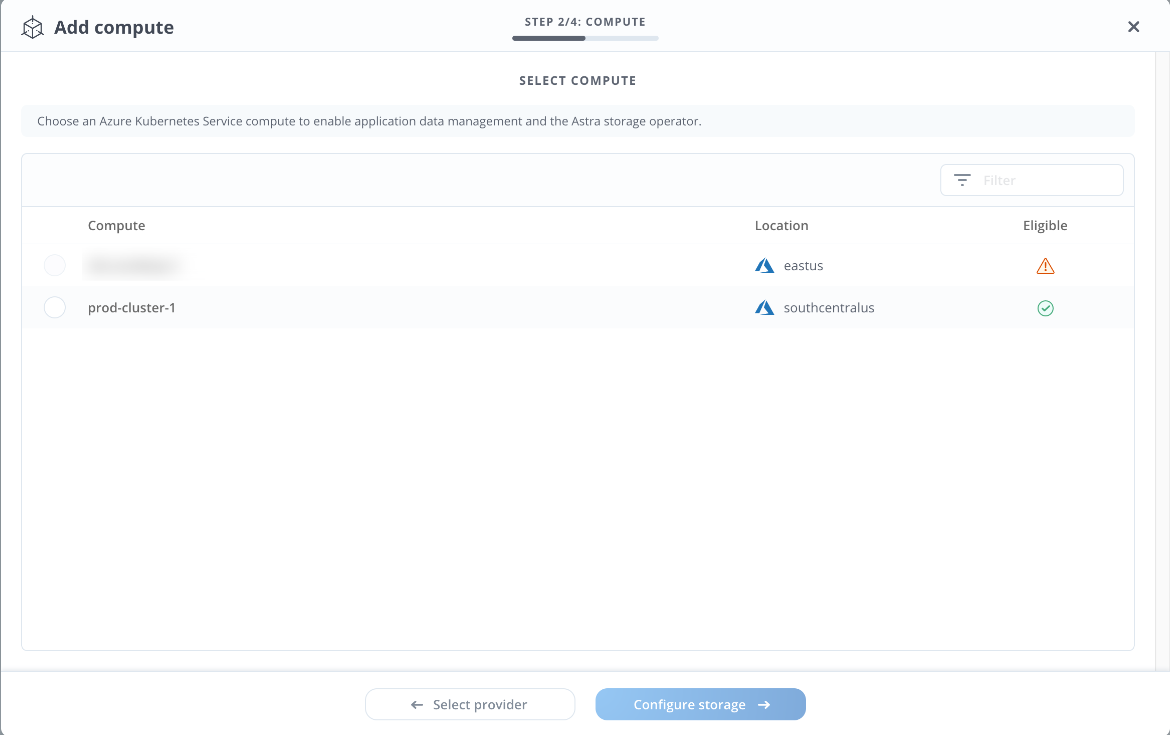 Add compute
STEP 2/4: COMPUTE
SELECT COMPUTE
Choose an Azure Kubernetes Service compute to enable application data management and the Astra storage operator.
Filter
Compute Location Eligible
eastus
prod-cluster-1 southcentralus
Select provider Configure storage